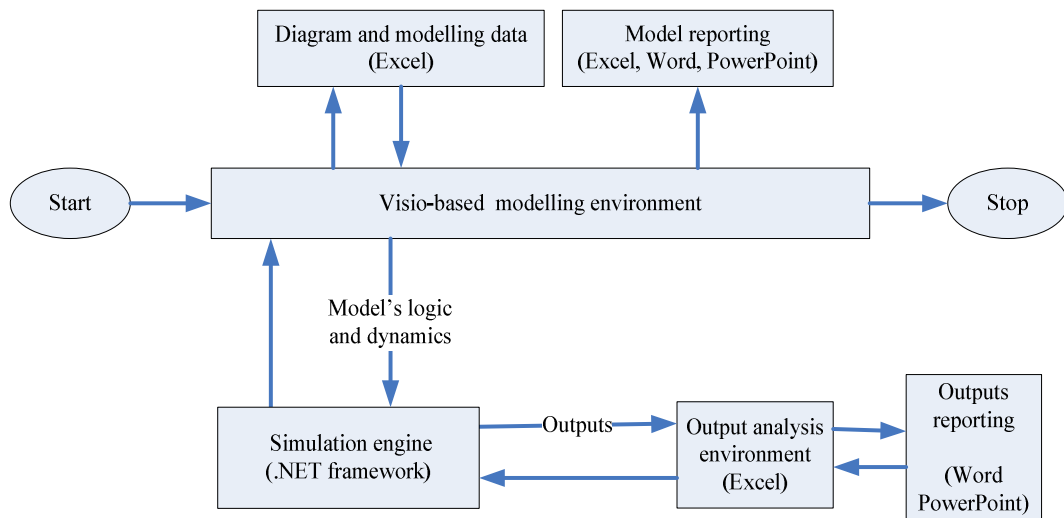 Diagram and modelling data
(Excel)
Model reporting
(Excel, Word, PowerPoint)
Start
Visio-based modelling environment
Stop
Model's logic
and dynamics
Simulation engine
(.NET framework)
Outputs
Output analysis
environment
(Excel)
Outputs
reporting
(Word
PowerPoint)